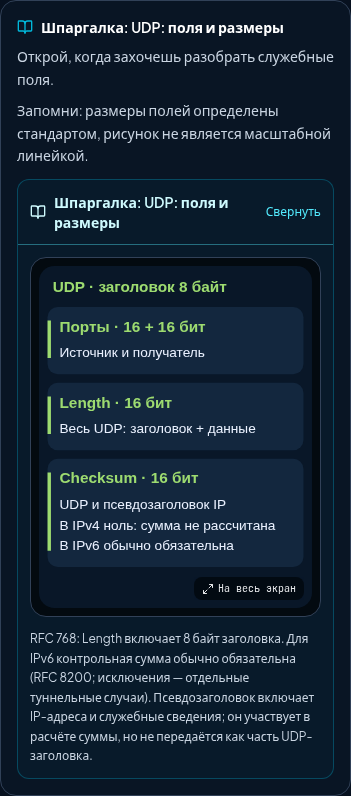 Шпаргалка: UDP: поля и размеры
Открой, когда захочешь разобрать служебные
поля.
Запомни: размеры полей определены
стандартом, рисунок не является масштабной
линейкой.
Шпаргалка: UDP: поля и
размеры
Свернуть
UDP · заголовок 8 байт
Порты · 16 + 16 бит
Источник и получатель
Length · 16 бит
Весь UDP: заголовок + данные
Checksum · 16 бит
UDP и псевдозаголовок IP
В IPv4 ноль: сумма не рассчитана
В IPv6 обычно обязательна
На весь экран
RFC 768: Length включает 8 байт заголовка. Для
IPv6 контрольная сумма обычно обязательна
(RFC 8200; исключения — отдельные
туннельные случаи). Псевдозаголовок включает
IP-адреса и служебные сведения; он участвует в
расчёте суммы, но не передаётся как часть UDP-
заголовка.